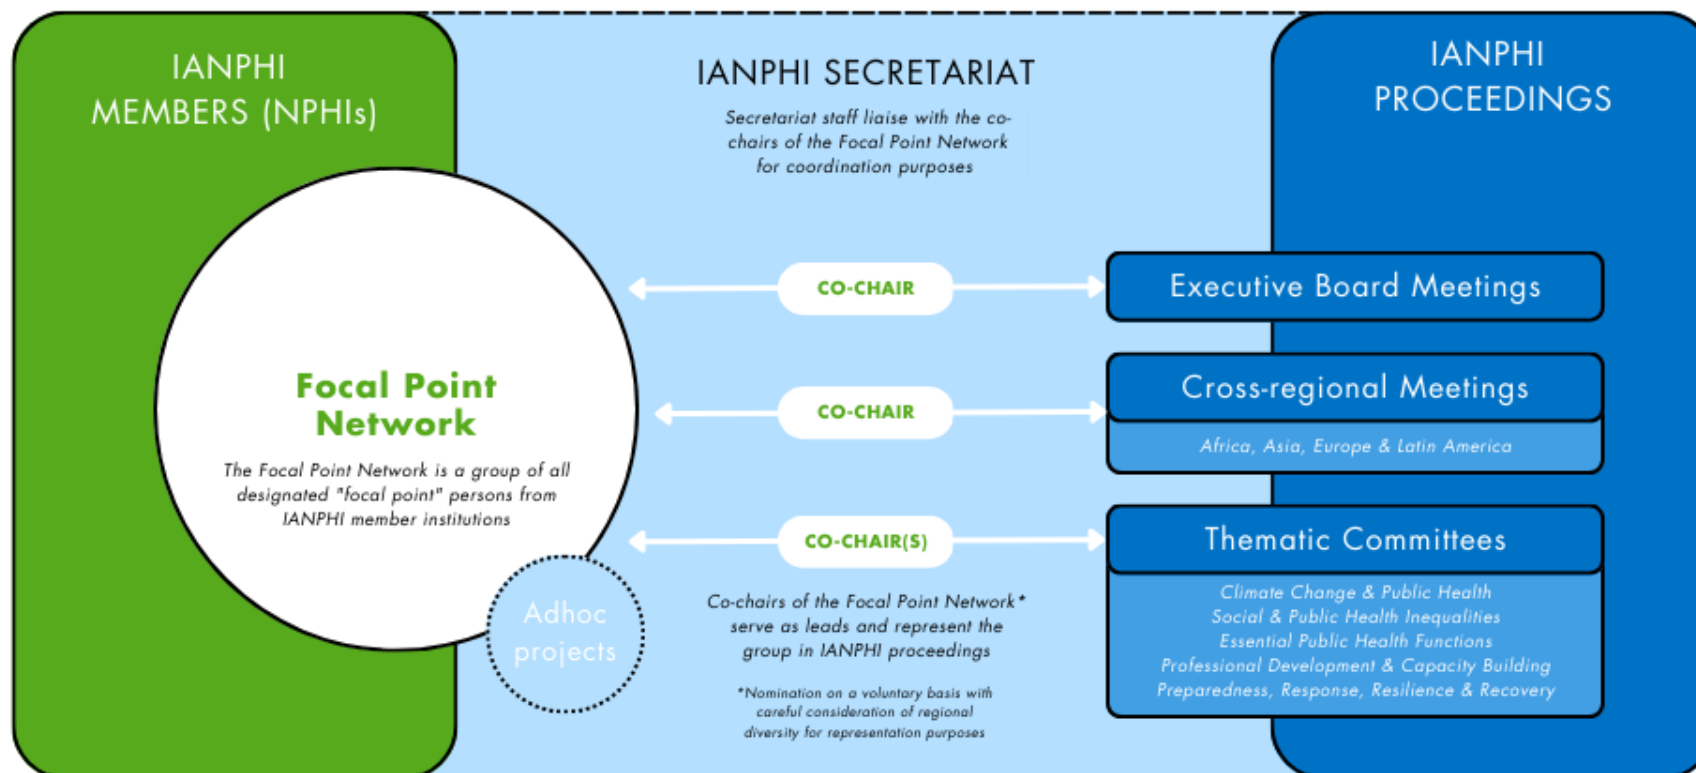 IANPHI
MEMBERS (NPHIs)
Focal Point
Network
The Focal Point Network is a group of all
designated "focal point" persons from
IANPHI member institutions
Adhoc
projects
IANPHI SECRETARIAT
Secretariat staff liaise with the co-
chairs of the Focal Point Network
for coordination purposes
CO-CHAIR
CO-CHAIR
CO-CHAIR(S)
Co-chairs of the Focal Point Network*
serve as leads and represent the
group in IANPHI proceedings
*Nomination on a voluntary basis with
careful consideration of regional
diversity for representation purposes
IANPHI
PROCEEDINGS
Executive Board Meetings
Cross-regional Meetings
Africa, Asia, Europe & Latin America
Thematic Committees
Climate Change & Public Health
Social & Public Health Inequalities
Essential Public Health Functions
Professional Development & Capacity Building
Preparedness, Response, Resilience & Recovery